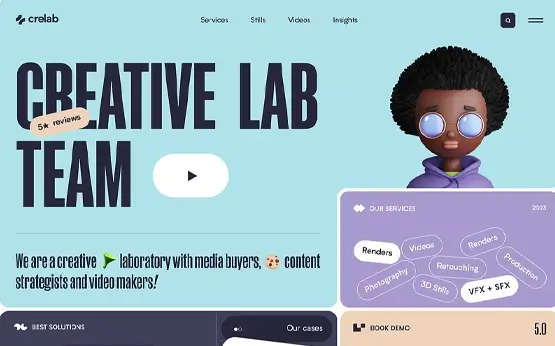 crelab
Services Stills Videos Insights
CREATIVE LAB
5★ reviews
TEAM
We are a creative laboratory with media buyers, content
strategists and video makers!
OUR SERVICES 2023
Renders Videos Renders
Photography Retouching Production
3D Stills VFX + SFX
BEST SOLUTIONS
Our cases
BOOK DEMO 5.0